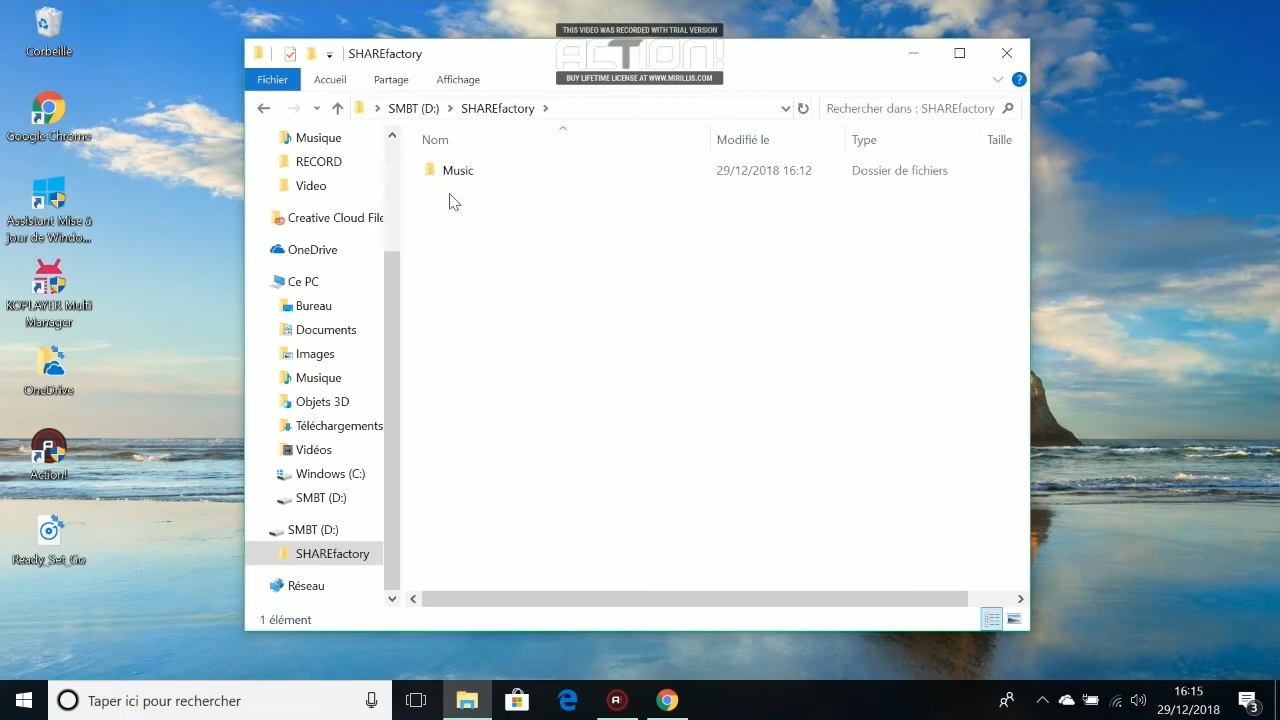 Corbeille
Google Chrome
Assistant Mise à
jour de Windo...
KOPLAYER Multi
Manager
OneDrive
Action!
Ready_Set_Go
THIS VIDEO WAS RECORDED WITH TRIAL VERSION
ACTION!
BUY LIFETIME LICENSE AT WWW.MIRILLIS.COM
SHAREfactory
Fichier
Accueil
Partage
Affichage
SMBT (D:) SHAREfactory
Rechercher dans : SHAREfactory
Musique
RECORD
Video
Creative Cloud File
OneDrive
Ce PC
Bureau
Documents
Images
Musique
Objets 3D
Téléchargements
Vidéos
Windows (C:)
SMBT (D:)
SMBT (D:)
SHAREfactory
Réseau
Nom
Modifié le
Type
Taille
Music
29/12/2018 16:12
Dossier de fichiers
1 élément
Taper ici pour rechercher
16:15
29/12/2018
3